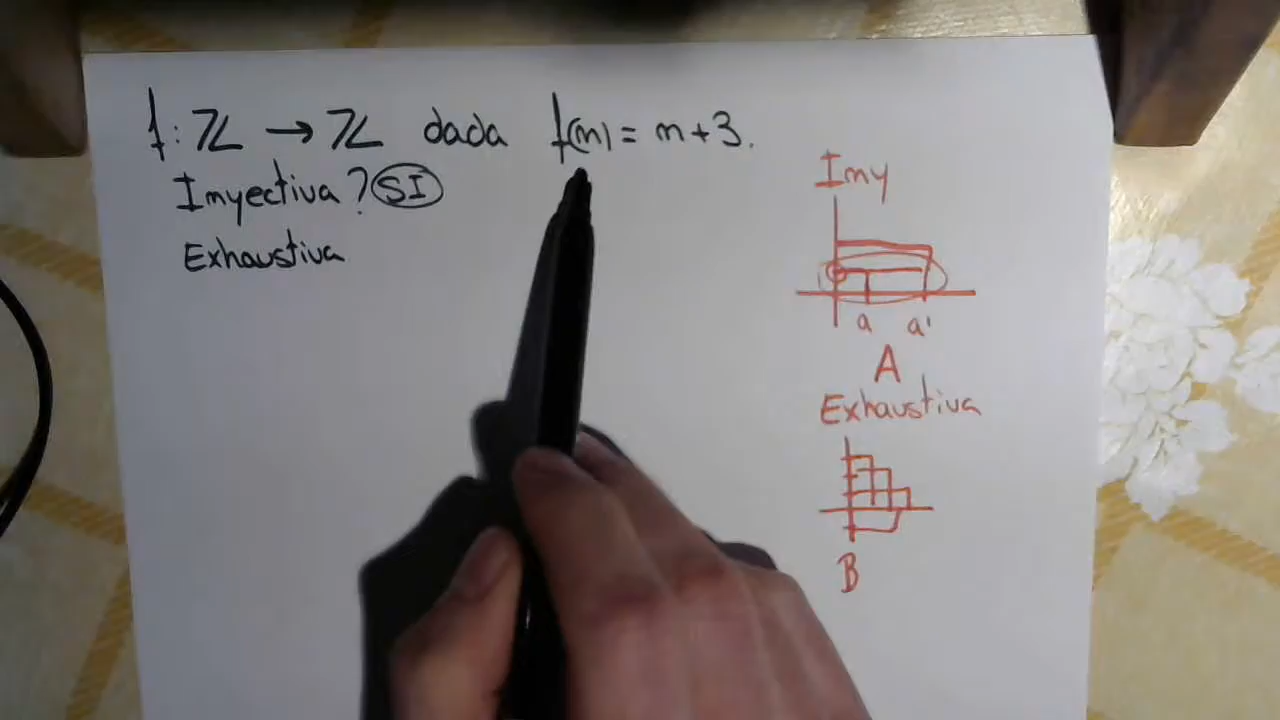 f: ℤ → ℤ dada f(n) = n + 3.
Inyectiva? SI
Exhaustiva
Iny
a a'
A
Exhaustiva
B